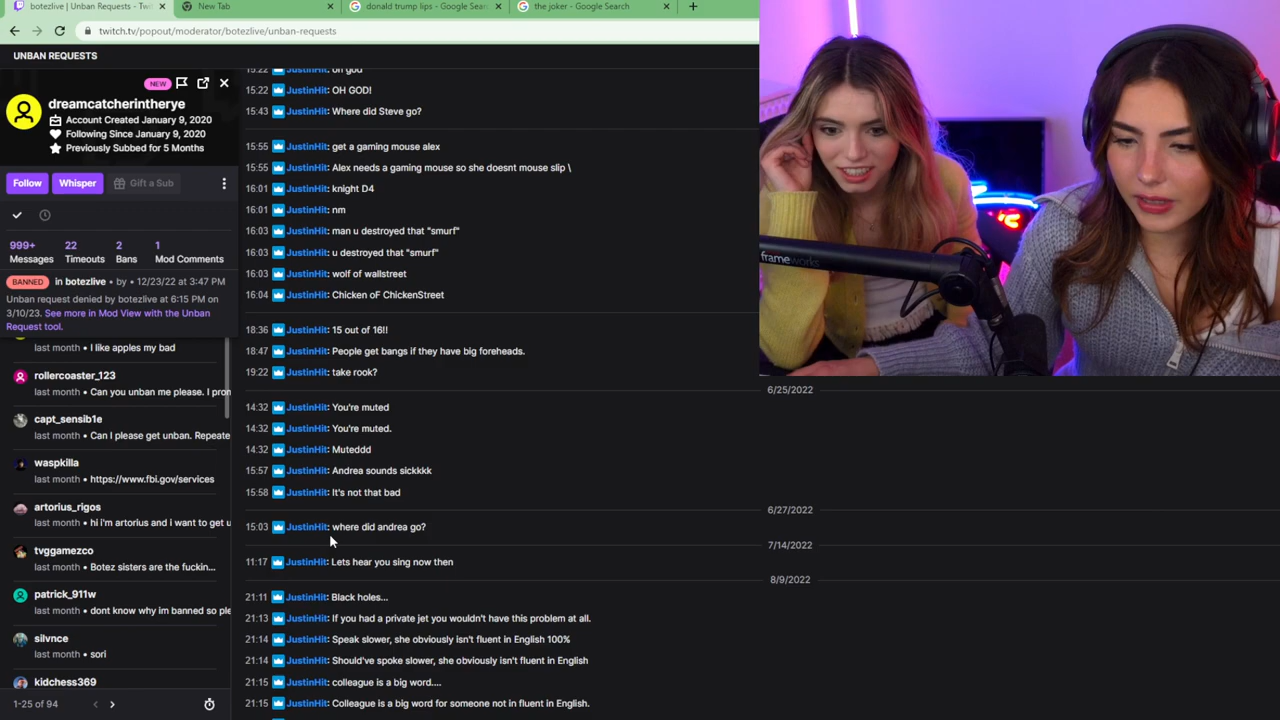 botezlive | Unban Requests - Twi
New Tab
donald trump lips - Google Sear
the joker - Google Search
twitch.tv/popout/moderator/botezlive/unban-requests
UNBAN REQUESTS
NEW
dreamcatcherintherye
Account Created January 9, 2020
Following Since January 9, 2020
Previously Subbed for 5 Months
Follow Whisper Gift a Sub
999+ 22 2 1
Messages Timeouts Bans Mod Comments
BANNED in botezlive • by • 12/23/22 at 3:47 PM
Unban request denied by botezlive at 6:15 PM on
3/10/23. See more in Mod View with the Unban
Request tool.
last month • I like apples my bad
rollercoaster_123
last month • Can you unban me please. I pron
capt_sensib1e
last month • Can I please get unban. Repeate
waspkilla
last month • https://www.fbi.gov/services
artorius_rigos
last month • hi i'm artorius and i want to get u
tvggamezco
last month • Botez sisters are the fuckin...
patrick_911w
last month • dont know why im banned so ple
silvnce
last month • sori
kidchess369
1-25 of 94
15:22 JustinHit: oh god
15:22 JustinHit: OH GOD!
15:43 JustinHit: Where did Steve go?
15:55 JustinHit: get a gaming mouse alex
15:55 JustinHit: Alex needs a gaming mouse so she doesnt mouse slip \
16:01 JustinHit: knight D4
16:01 JustinHit: nm
16:03 JustinHit: man u destroyed that "smurf"
16:03 JustinHit: u destroyed that "smurf"
16:03 JustinHit: wolf of wallstreet
16:04 JustinHit: Chicken oF ChickenStreet
18:36 JustinHit: 15 out of 16!!
18:47 JustinHit: People get bangs if they have big foreheads.
19:22 JustinHit: take rook?
6/25/2022
14:32 JustinHit: You're muted
14:32 JustinHit: You're muted.
14:32 JustinHit: Muteddd
15:57 JustinHit: Andrea sounds sickkkk
15:58 JustinHit: It's not that bad
6/27/2022
15:03 JustinHit: where did andrea go?
7/14/2022
11:17 JustinHit: Lets hear you sing now then
8/9/2022
21:11 JustinHit: Black holes...
21:13 JustinHit: If you had a private jet you wouldn't have this problem at all.
21:14 JustinHit: Speak slower, she obviously isn't fluent in English 100%
21:14 JustinHit: Should've spoke slower, she obviously isn't fluent in English
21:15 JustinHit: colleague is a big word....
21:15 JustinHit: Colleague is a big word for someone not in fluent in English.
frameworks